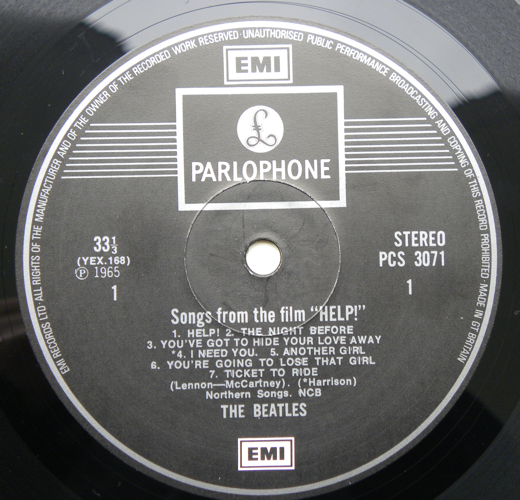 EMI RECORDS LTD · ALL RIGHTS OF THE MANUFACTURER AND OF THE OWNER OF THE RECORDED WORK RESERVED · UNAUTHORISED PUBLIC PERFORMANCE BROADCASTING AND COPYING OF THIS RECORD PROHIBITED · MADE IN GT BRITAIN
EMI
£
PARLOPHONE
33⅓
(YEX.168)
Ⓟ 1965
1
STEREO
PCS 3071
1
Songs from the film "HELP!"
1. HELP! 2. THE NIGHT BEFORE
3. YOU'VE GOT TO HIDE YOUR LOVE AWAY
*4. I NEED YOU. 5. ANOTHER GIRL
6. YOU'RE GOING TO LOSE THAT GIRL
7. TICKET TO RIDE
(Lennon—McCartney). (*Harrison)
Northern Songs. NCB
THE BEATLES
EMI